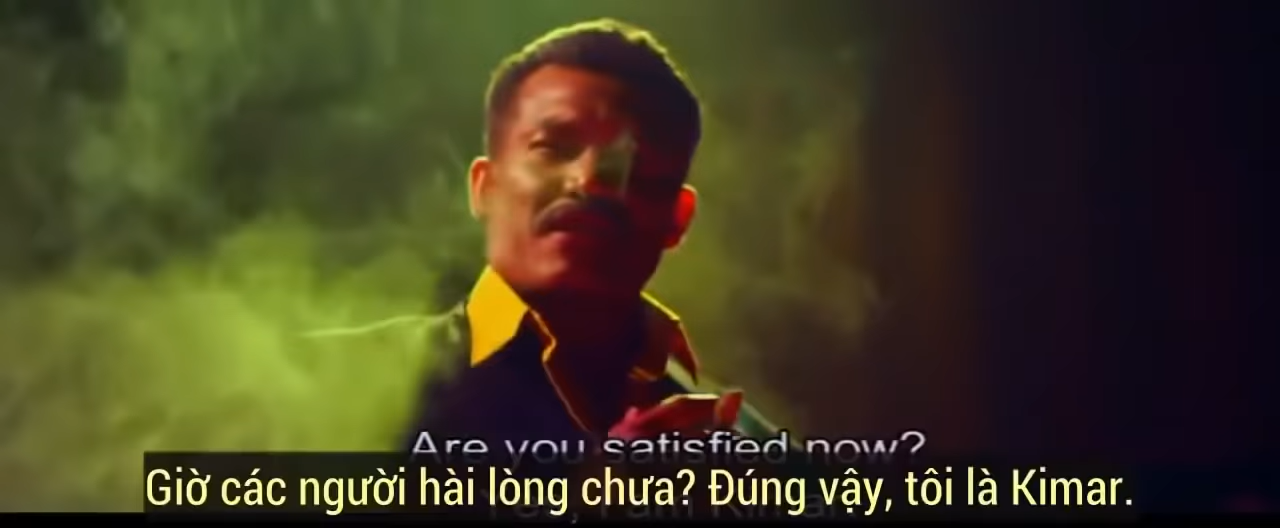 Are you satisfied now?
Giờ các người hài lòng chưa? Đúng vậy, tôi là Kimar.